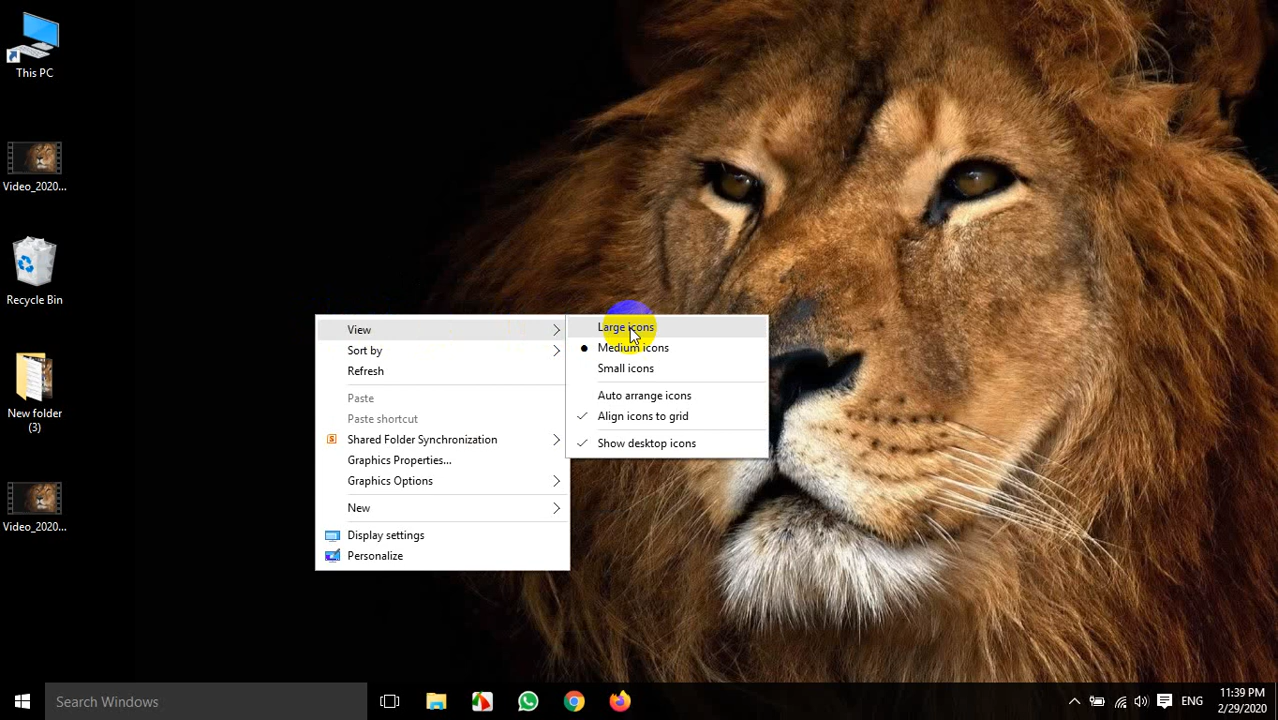 This PC
Video_2020...
Recycle Bin
New folder
(3)
Video_2020...
View
Sort by
Refresh
Paste
Paste shortcut
Shared Folder Synchronization
Graphics Properties...
Graphics Options
New
Display settings
Personalize
Large icons
Medium icons
Small icons
Auto arrange icons
Align icons to grid
Show desktop icons
Search Windows
ENG
11:39 PM
2/29/2020